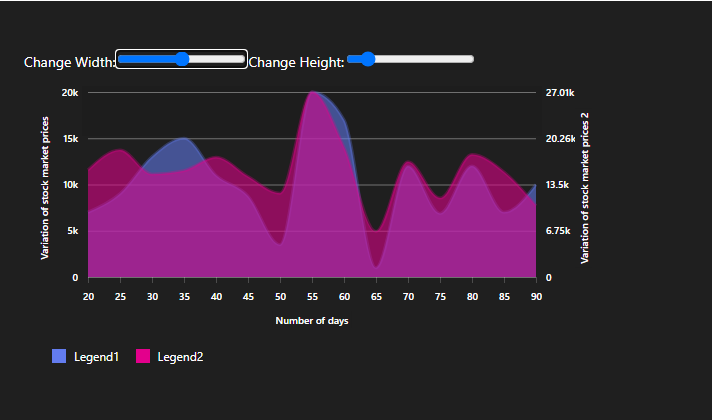 Change Width: Change Height:
20k 27.01k
15k 20.26k
10k 13.5k
5k 6.75k
0 0
Variation of stock market prices
Variation of stock market prices 2
20 25 30 35 40 45 50 55 60 65 70 75 80 85 90
Number of days
Legend1 Legend2